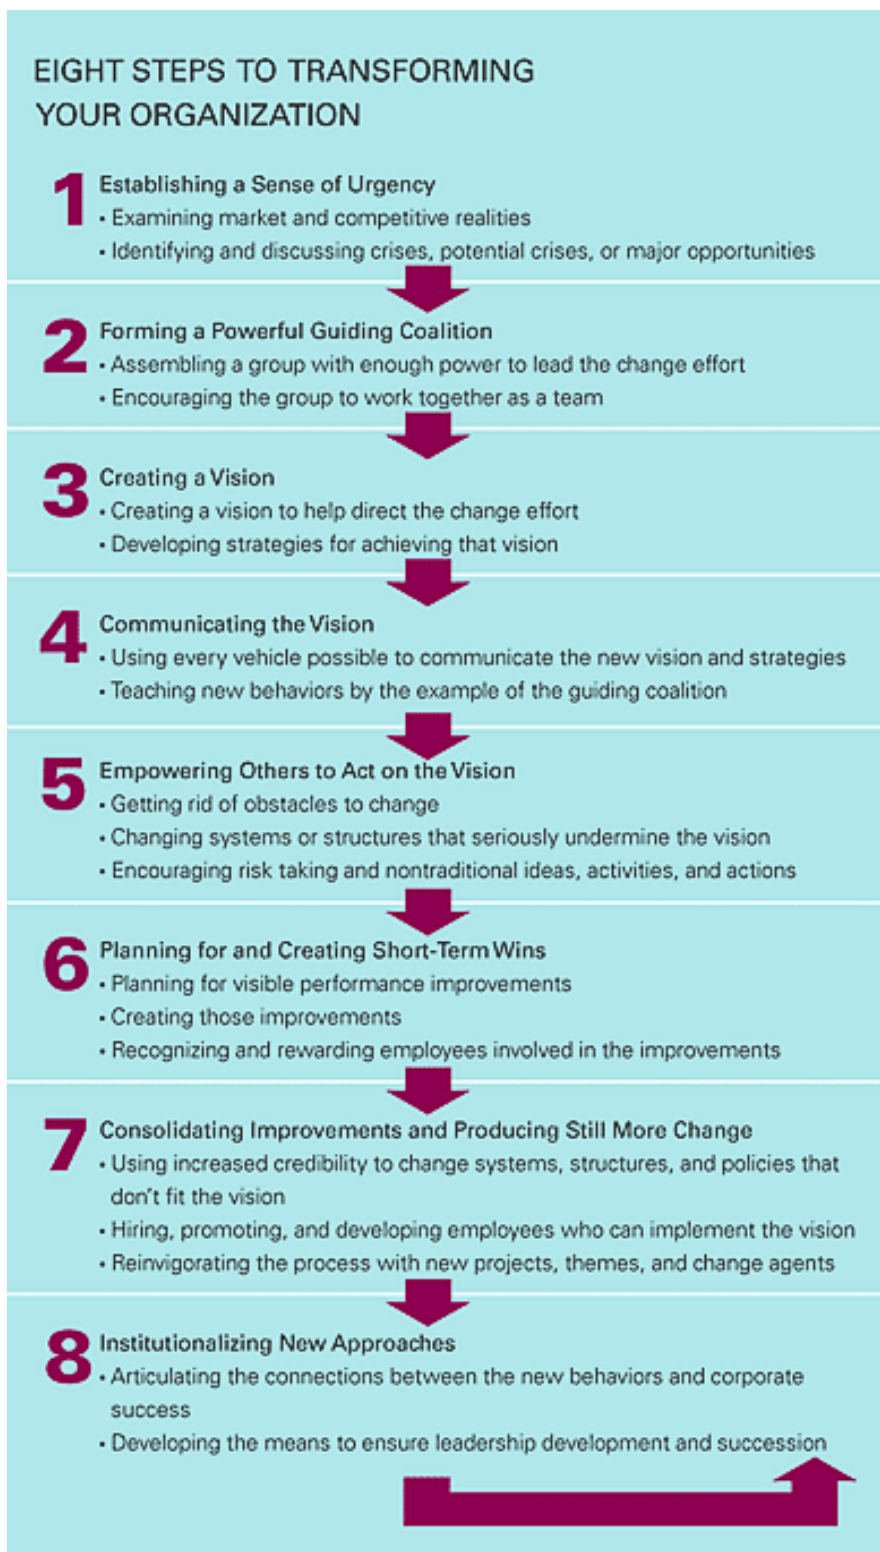 EIGHT STEPS TO TRANSFORMING
YOUR ORGANIZATION
1 Establishing a Sense of Urgency
• Examining market and competitive realities
• Identifying and discussing crises, potential crises, or major opportunities
2 Forming a Powerful Guiding Coalition
• Assembling a group with enough power to lead the change effort
• Encouraging the group to work together as a team
3 Creating a Vision
• Creating a vision to help direct the change effort
• Developing strategies for achieving that vision
4 Communicating the Vision
• Using every vehicle possible to communicate the new vision and strategies
• Teaching new behaviors by the example of the guiding coalition
5 Empowering Others to Act on the Vision
• Getting rid of obstacles to change
• Changing systems or structures that seriously undermine the vision
• Encouraging risk taking and nontraditional ideas, activities, and actions
6 Planning for and Creating Short-Term Wins
• Planning for visible performance improvements
• Creating those improvements
• Recognizing and rewarding employees involved in the improvements
7 Consolidating Improvements and Producing Still More Change
• Using increased credibility to change systems, structures, and policies that
don't fit the vision
• Hiring, promoting, and developing employees who can implement the vision
• Reinvigorating the process with new projects, themes, and change agents
8 Institutionalizing New Approaches
• Articulating the connections between the new behaviors and corporate
success
• Developing the means to ensure leadership development and succession